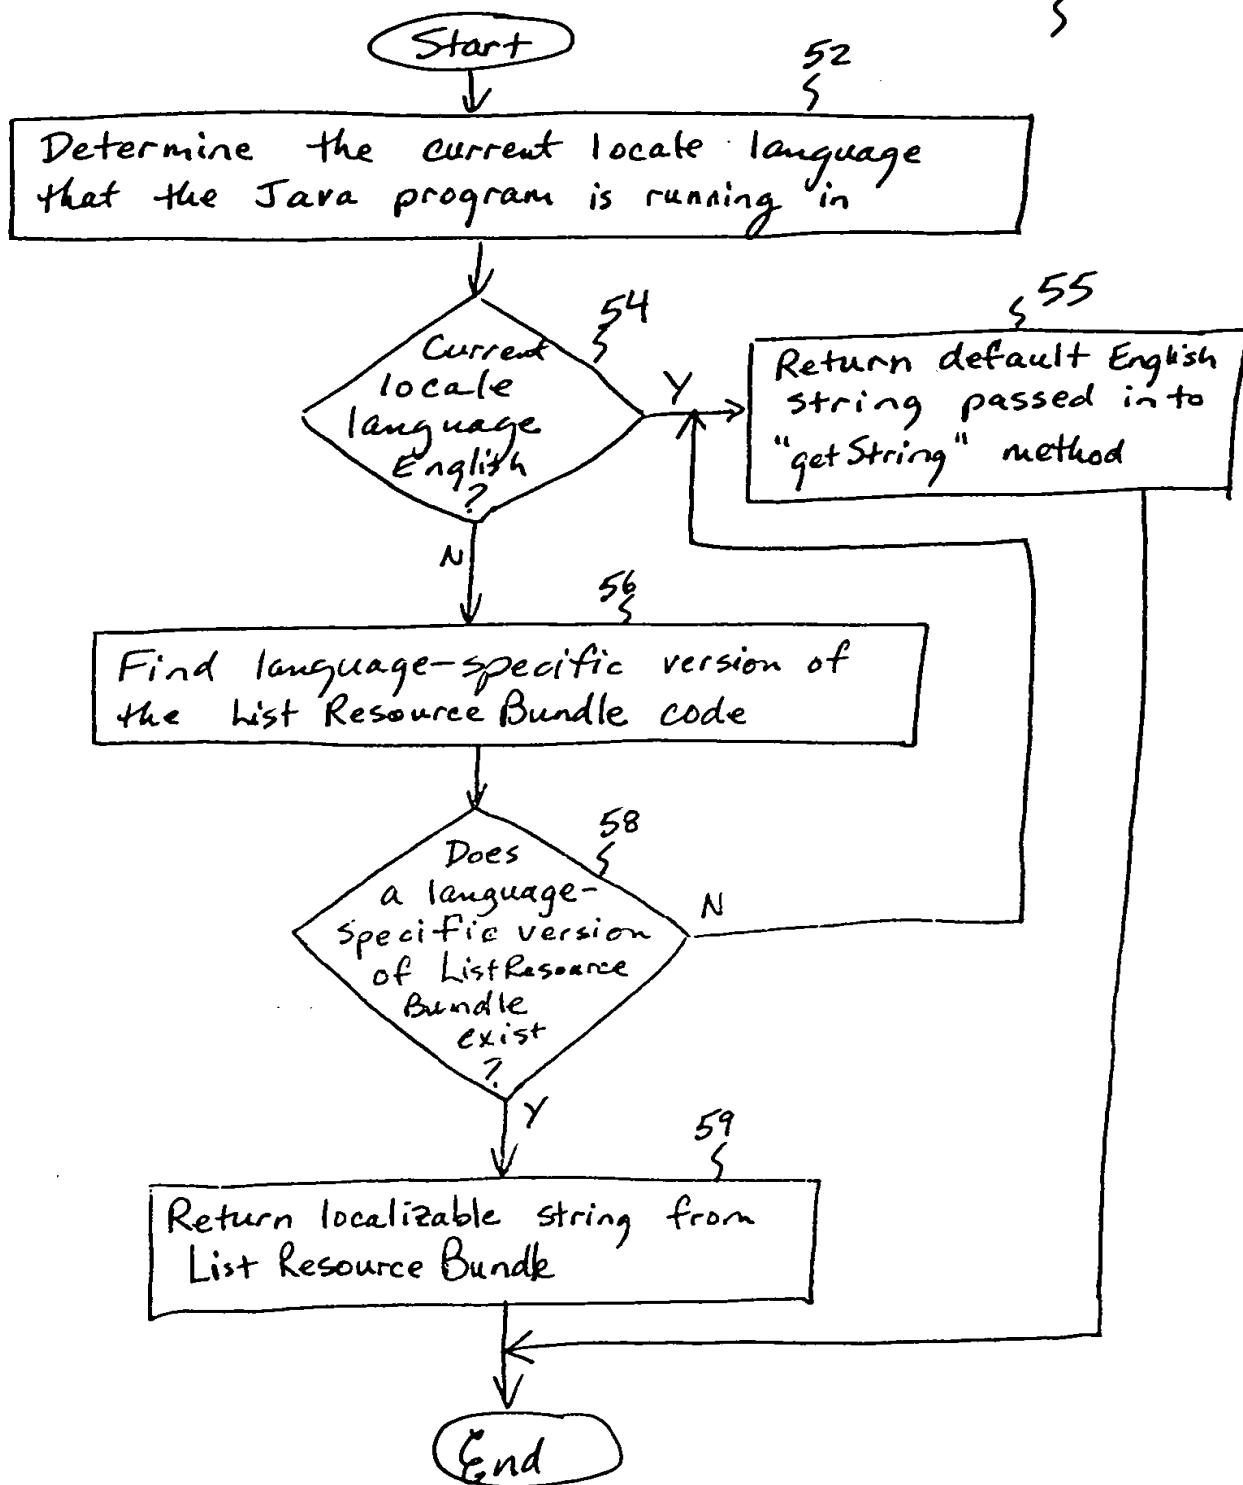 Start
52
Determine the current locale language
that the Java program is running in
54
Current
locale
language
English
?
Y
55
Return default English
string passed into
"getString" method
N
56
Find language-specific version of
the List Resource Bundle code
58
Does
a language-
specific version
of ListResource
Bundle
exist
?
N
Y
59
Return localizable string from
List Resource Bundle
End